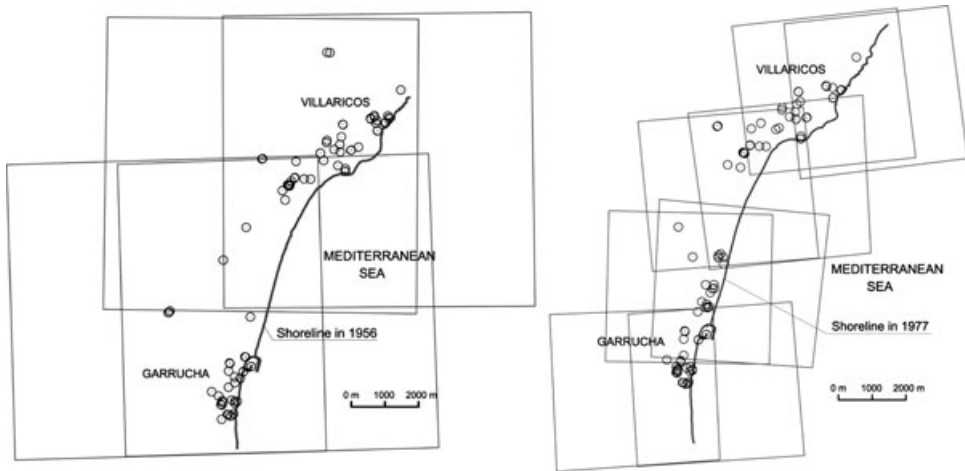 VILLARICOS
MEDITERRANEAN
SEA
Shoreline in 1956
GARRUCHA
0 m 1000 2000 m
VILLARICOS
MEDITERRANEAN
SEA
Shoreline in 1977
GARRUCHA
0 m 1000 2000 m